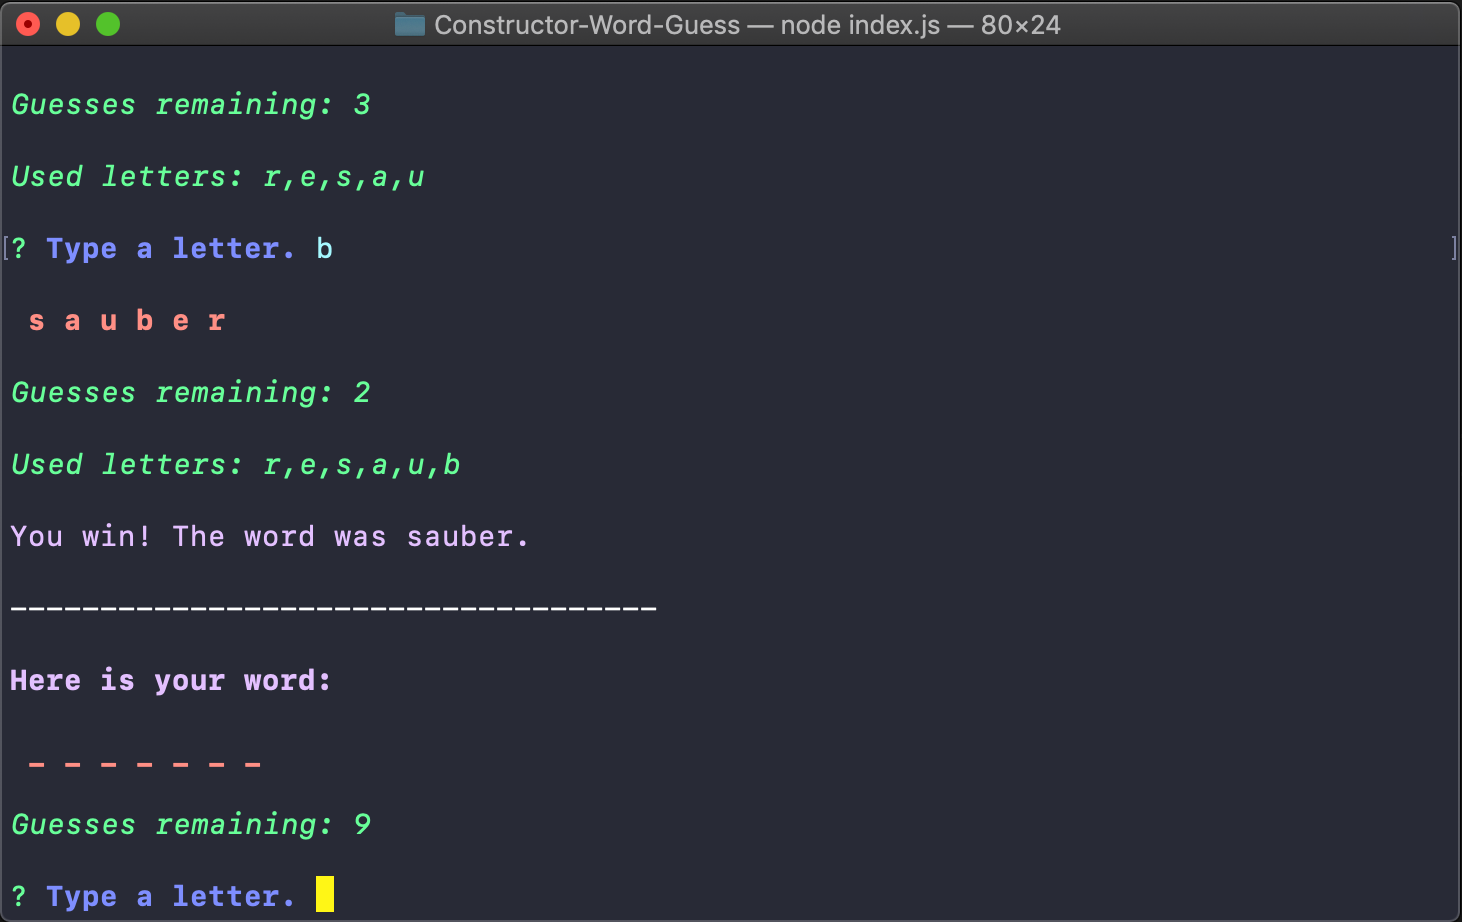 Constructor-Word-Guess — node index.js — 80×24
Guesses remaining: 3
Used letters: r,e,s,a,u
[? Type a letter. b ]
s a u b e r
Guesses remaining: 2
Used letters: r,e,s,a,u,b
You win! The word was sauber.
------------------------------------
Here is your word:
_ _ _ _ _ _ _
Guesses remaining: 9
? Type a letter.